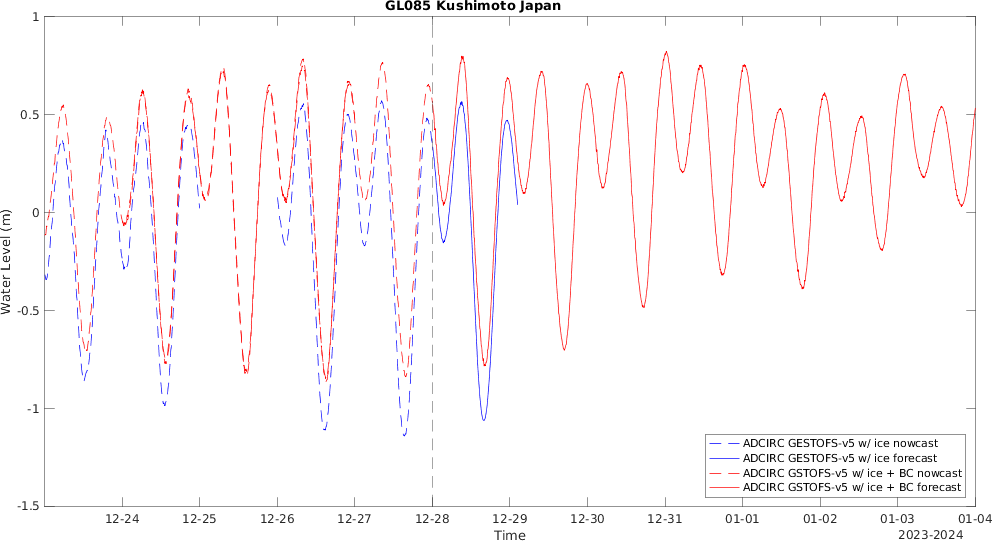 GL085 Kushimoto Japan
Water Level (m)
1
0.5
0
-0.5
-1
-1.5
12-24
12-25
12-26
12-27
12-28
12-29
12-30
12-31
01-01
01-02
01-03
01-04
Time
2023-2024
ADCIRC GESTOFS-v5 w/ ice nowcast
ADCIRC GESTOFS-v5 w/ ice forecast
ADCIRC GSTOFS-v5 w/ ice + BC nowcast
ADCIRC GSTOFS-v5 w/ ice + BC forecast